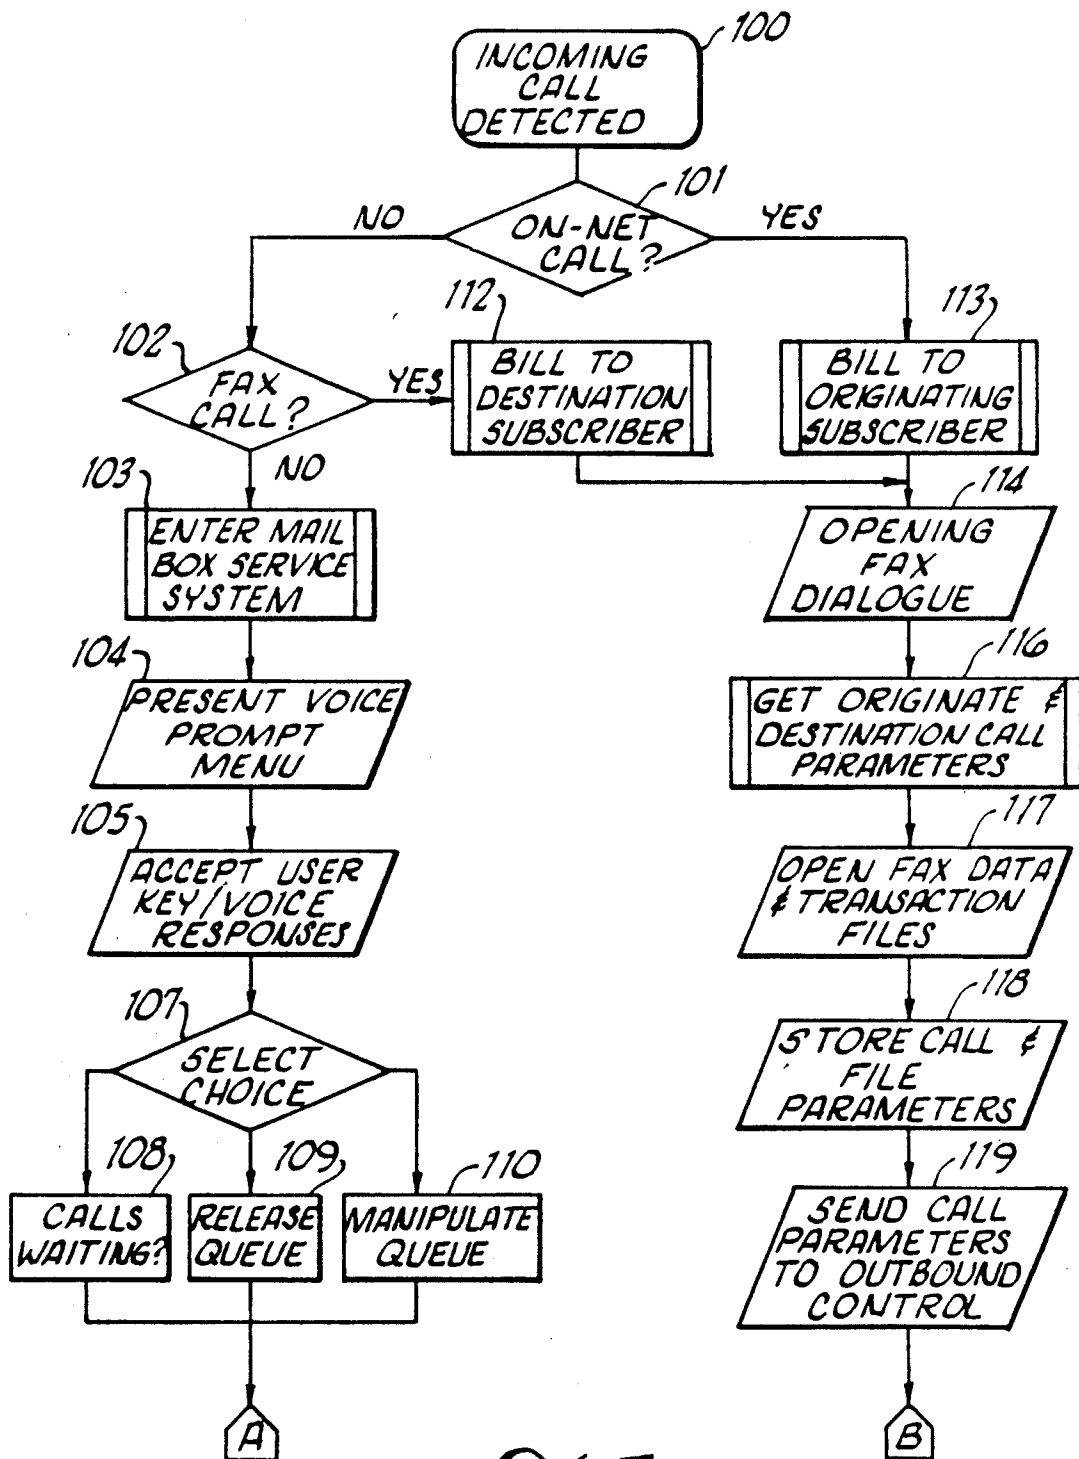 100
INCOMING
CALL
DETECTED
101
NO
ON-NET
CALL?
YES
112
113
102
FAX
CALL?
YES
BILL TO
DESTINATION
SUBSCRIBER
BILL TO
ORIGINATING
SUBSCRIBER
NO
103
114
ENTER MAIL
BOX SERVICE
SYSTEM
OPENING
FAX
DIALOGUE
104
116
PRESENT VOICE
PROMPT
MENU
GET ORIGINATE &
DESTINATION CALL
PARAMETERS
105
117
ACCEPT USER
KEY/VOICE
RESPONSES
OPEN FAX DATA
& TRANSACTION
FILES
107
118
SELECT
CHOICE
STORE CALL &
FILE
PARAMETERS
108
109
110
119
CALLS
WAITING?
RELEASE
QUEUE
MANIPULATE
QUEUE
SEND CALL
PARAMETERS
TO OUTBOUND
CONTROL
A
B